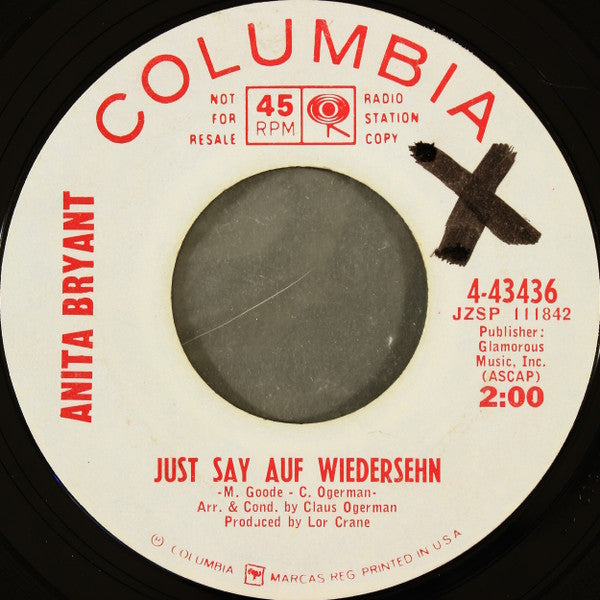 COLUMBIA
NOT
FOR
RESALE
45
RPM
RADIO
STATION
COPY
ANITA BRYANT
4-43436
JZSP 111842
Publisher:
Glamorous
Music, Inc.
(ASCAP)
2:00
JUST SAY AUF WIEDERSEHN
-M. Goode - C. Ogerman-
Arr. & Cond. by Claus Ogerman
Produced by Lor Crane
Ⓟ COLUMBIA MARCAS REG. PRINTED IN U.S.A.